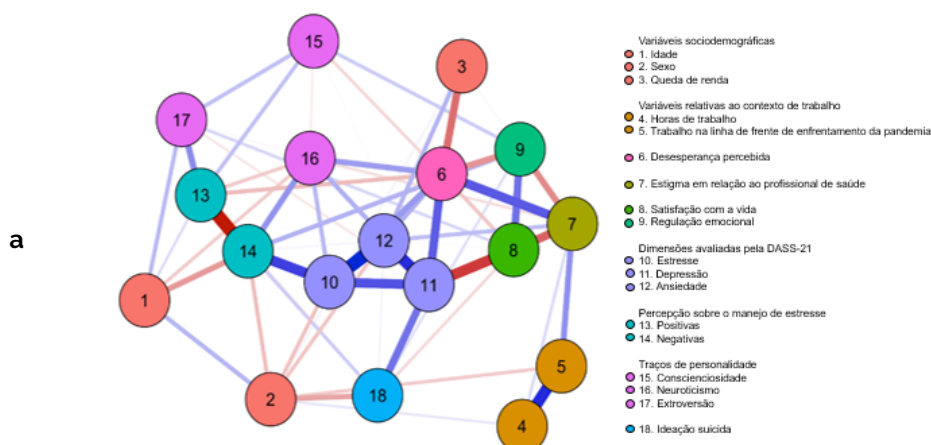 a
15
3
17
16
9
6
13
7
12
8
14
10
11
1
5
2
18
4
Variáveis sociodemográficas
1. Idade
2. Sexo
3. Queda de renda
Variáveis relativas ao contexto de trabalho
4. Horas de trabalho
5. Trabalho na linha de frente de enfrentamento da pandemia
6. Desesperança percebida
7. Estigma em relação ao profissional de saúde
8. Satisfação com a vida
9. Regulação emocional
Dimensões avaliadas pela DASS-21
10. Estresse
11. Depressão
12. Ansiedade
Percepção sobre o manejo de estresse
13. Positivas
14. Negativas
Traços de personalidade
15. Conscienciosidade
16. Neuroticismo
17. Extroversão
18. Ideação suicida